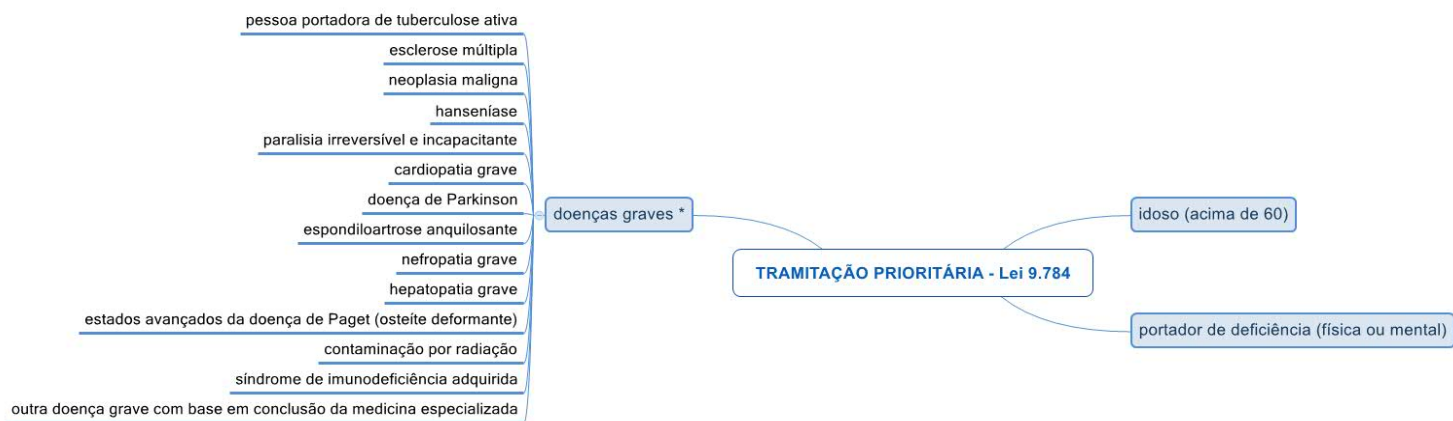 pessoa portadora de tuberculose ativa
esclerose múltipla
neoplasia maligna
hanseníase
paralisia irreversível e incapacitante
cardiopatia grave
doença de Parkinson
espondiloartrose anquilosante
nefropatia grave
hepatopatia grave
estados avançados da doença de Paget (osteíte deformante)
contaminação por radiação
síndrome de imunodeficiência adquirida
outra doença grave com base em conclusão da medicina especializada
doenças graves *
TRAMITAÇÃO PRIORITÁRIA - Lei 9.784
idoso (acima de 60)
portador de deficiência (física ou mental)